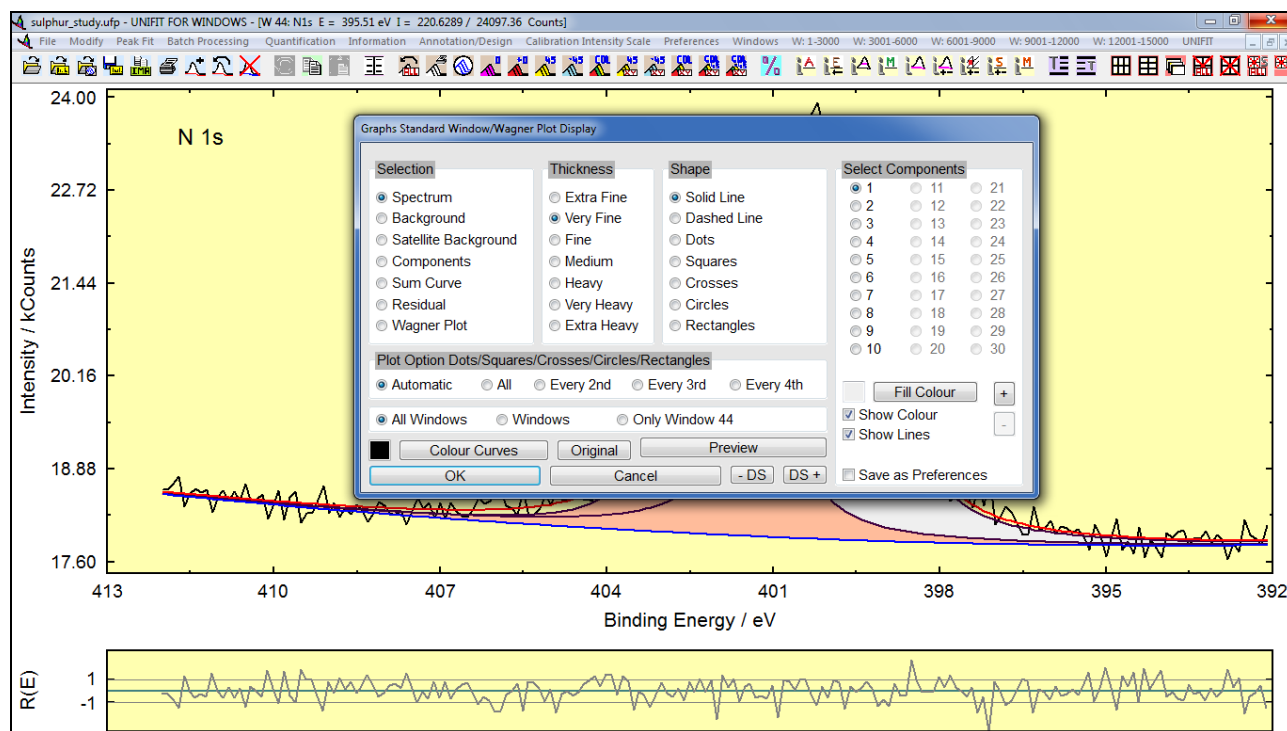 sulphur_study.ufp - UNIFIT FOR WINDOWS - [W 44: N1s E = 395.51 eV I = 220.6289 / 24097.36 Counts]
File Modify Peak Fit Batch Processing Quantification Information Annotation/Design Calibration Intensity Scale Preferences Windows W: 1-3000 W: 3001-6000 W: 6001-9000 W: 9001-12000 W: 12001-15000 UNIFIT
24.00
N 1s
22.72
21.44
20.16
18.88
17.60
Intensity / kCounts
Graphs Standard Window/Wagner Plot Display
Selection
Spectrum
Background
Satellite Background
Components
Sum Curve
Residual
Wagner Plot
Thickness
Extra Fine
Very Fine
Fine
Medium
Heavy
Very Heavy
Extra Heavy
Shape
Solid Line
Dashed Line
Dots
Squares
Crosses
Circles
Rectangles
Select Components
1 11 21
2 12 22
3 13 23
4 14 24
5 15 25
6 16 26
7 17 27
8 18 28
9 19 29
10 20 30
Plot Option Dots/Squares/Crosses/Circles/Rectangles
Automatic All Every 2nd Every 3rd Every 4th
All Windows Windows Only Window 44
Fill Colour +
Show Colour -
Show Lines
Colour Curves Original Preview
OK Cancel - DS DS +
Save as Preferences
413 410 407 404 401 398 395 392
Binding Energy / eV
R(E)
1
-1